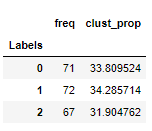 freq clust_prop
Labels
0 71 33.809524
1 72 34.285714
2 67 31.904762